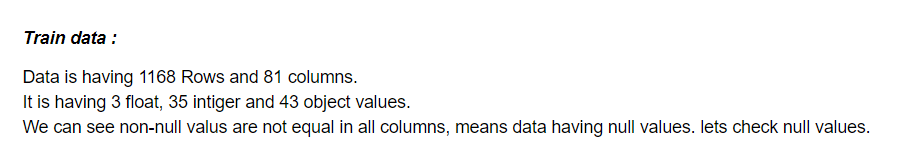 Train data :
Data is having 1168 Rows and 81 columns.
It is having 3 float, 35 intiger and 43 object values.
We can see non-null valus are not equal in all columns, means data having null values. lets check null values.